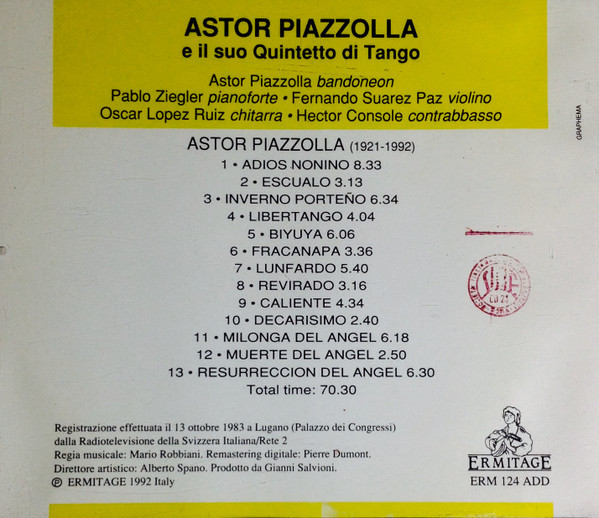 ASTOR PIAZZOLLA
e il suo Quintetto di Tango
Astor Piazzolla bandoneon
Pablo Ziegler pianoforte • Fernando Suarez Paz violino
Oscar Lopez Ruiz chitarra • Hector Console contrabbasso
GRAPHEMA
ASTOR PIAZZOLLA (1921-1992)
1 • ADIOS NONINO 8.33
2 • ESCUALO 3.13
3 • INVERNO PORTEÑO 6.34
4 • LIBERTANGO 4.04
5 • BIYUYA 6.06
6 • FRACANAPA 3.36
7 • LUNFARDO 5.40
8 • REVIRADO 3.16
9 • CALIENTE 4.34
10 • DECARISIMO 2.40
11 • MILONGA DEL ANGEL 6.18
12 • MUERTE DEL ANGEL 2.50
13 • RESURRECCION DEL ANGEL 6.30
Total time: 70.30
Registrazione effettuata il 13 ottobre 1983 a Lugano (Palazzo dei Congressi)
dalla Radiotelevisione della Svizzera Italiana/Rete 2
Regia musicale: Mario Robbiani. Remastering digitale: Pierre Dumont.
Direttore artistico: Alberto Spano. Prodotto da Gianni Salvioni.
℗ ERMITAGE 1992 Italy
ERMITAGE
ERM 124 ADD